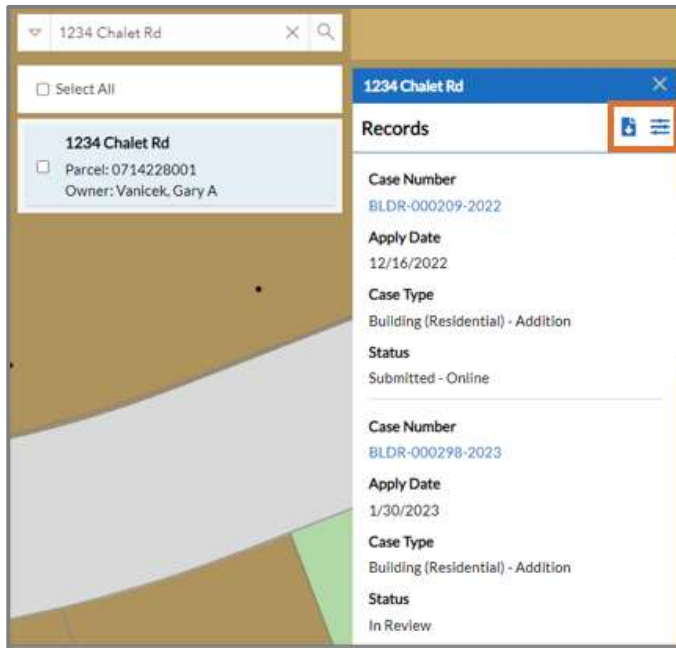 1234 Chalet Rd
Select All
1234 Chalet Rd
Parcel: 0714228001
Owner: Vanicek, Gary A
1234 Chalet Rd
Records
Case Number
BLDR-000209-2022
Apply Date
12/16/2022
Case Type
Building (Residential) - Addition
Status
Submitted - Online
Case Number
BLDR-000298-2023
Apply Date
1/30/2023
Case Type
Building (Residential) - Addition
Status
In Review